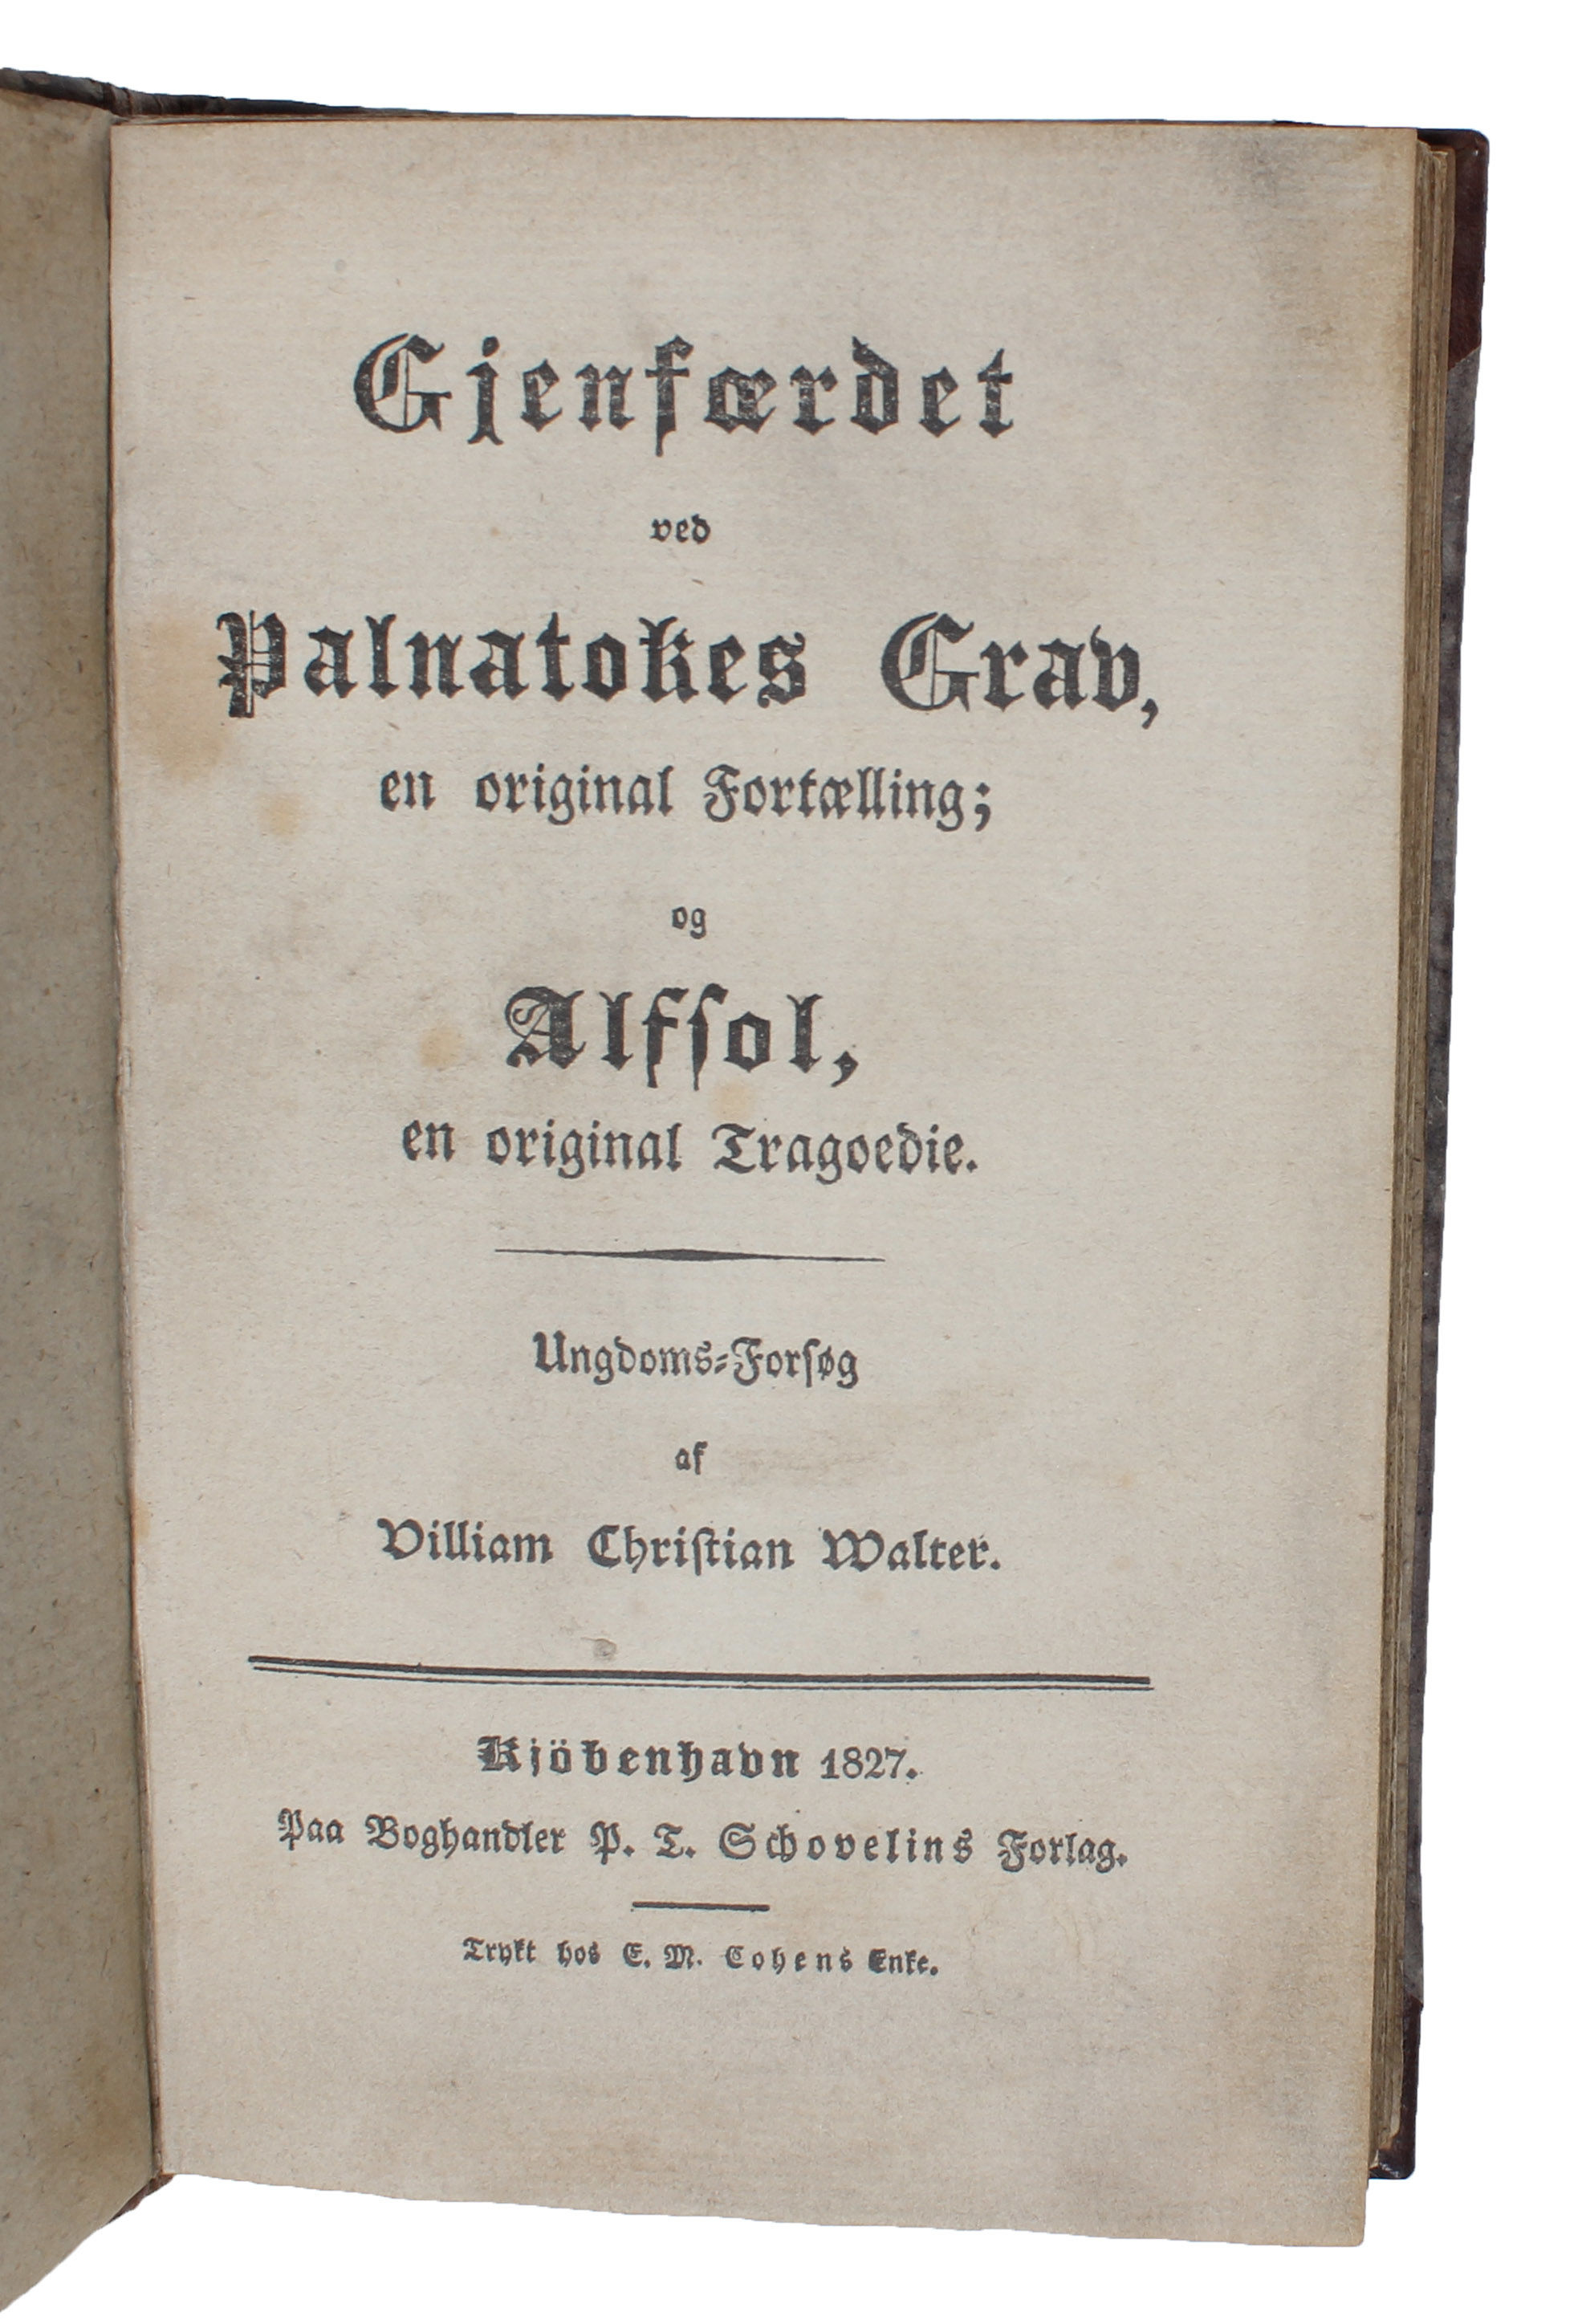 Gjenfærdet
ved
Palnatokes Grav,
en original Fortælling;
og
Alfſol,
en original Tragoedie.
Ungdoms-Forſøg
af
Villiam Chriſtian Walter.
Kjöbenhavn 1827.
Paa Boghandler P. T. Schovelins Forlag.
Trykt hos E. M. Cohens Enke.